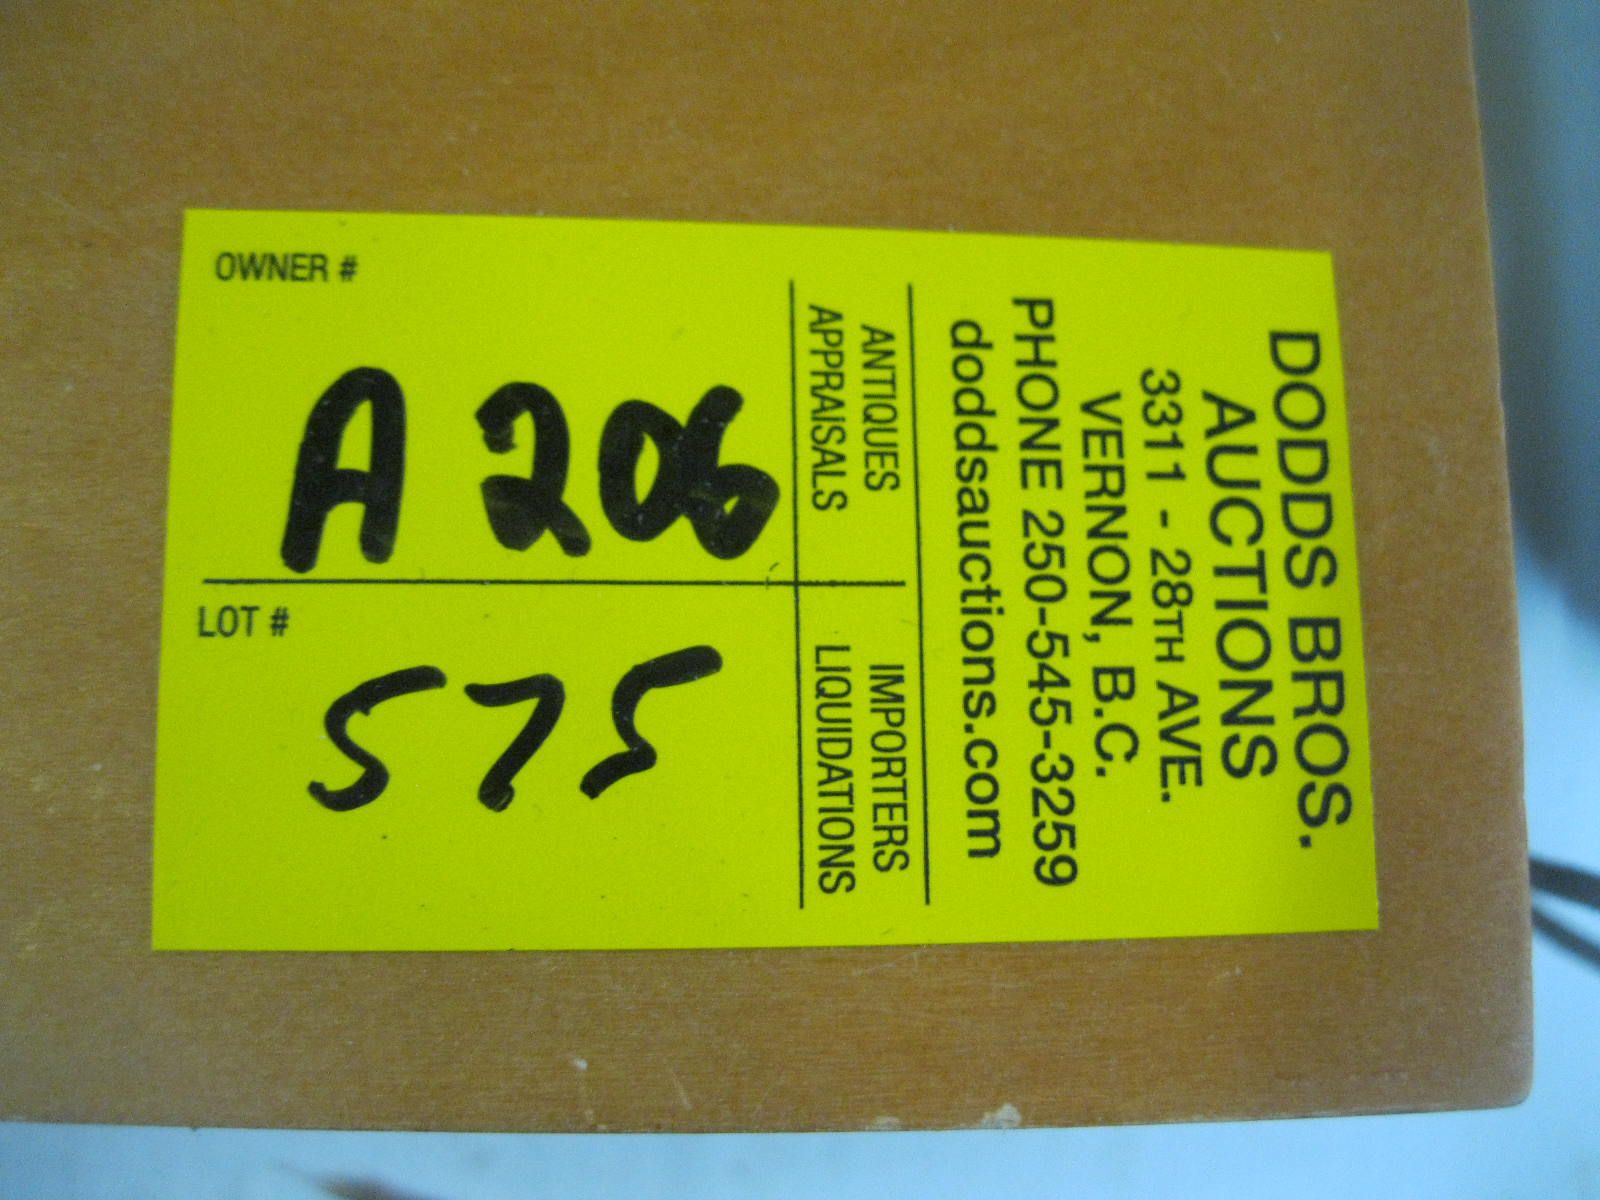 DODDS BROS.
AUCTIONS
3311 - 28TH AVE.
VERNON, B.C.
PHONE 250-545-3259
doddsauctions.com
ANTIQUES
APPRAISALS
IMPORTERS
LIQUIDATIONS
OWNER #
A 206
LOT #
575